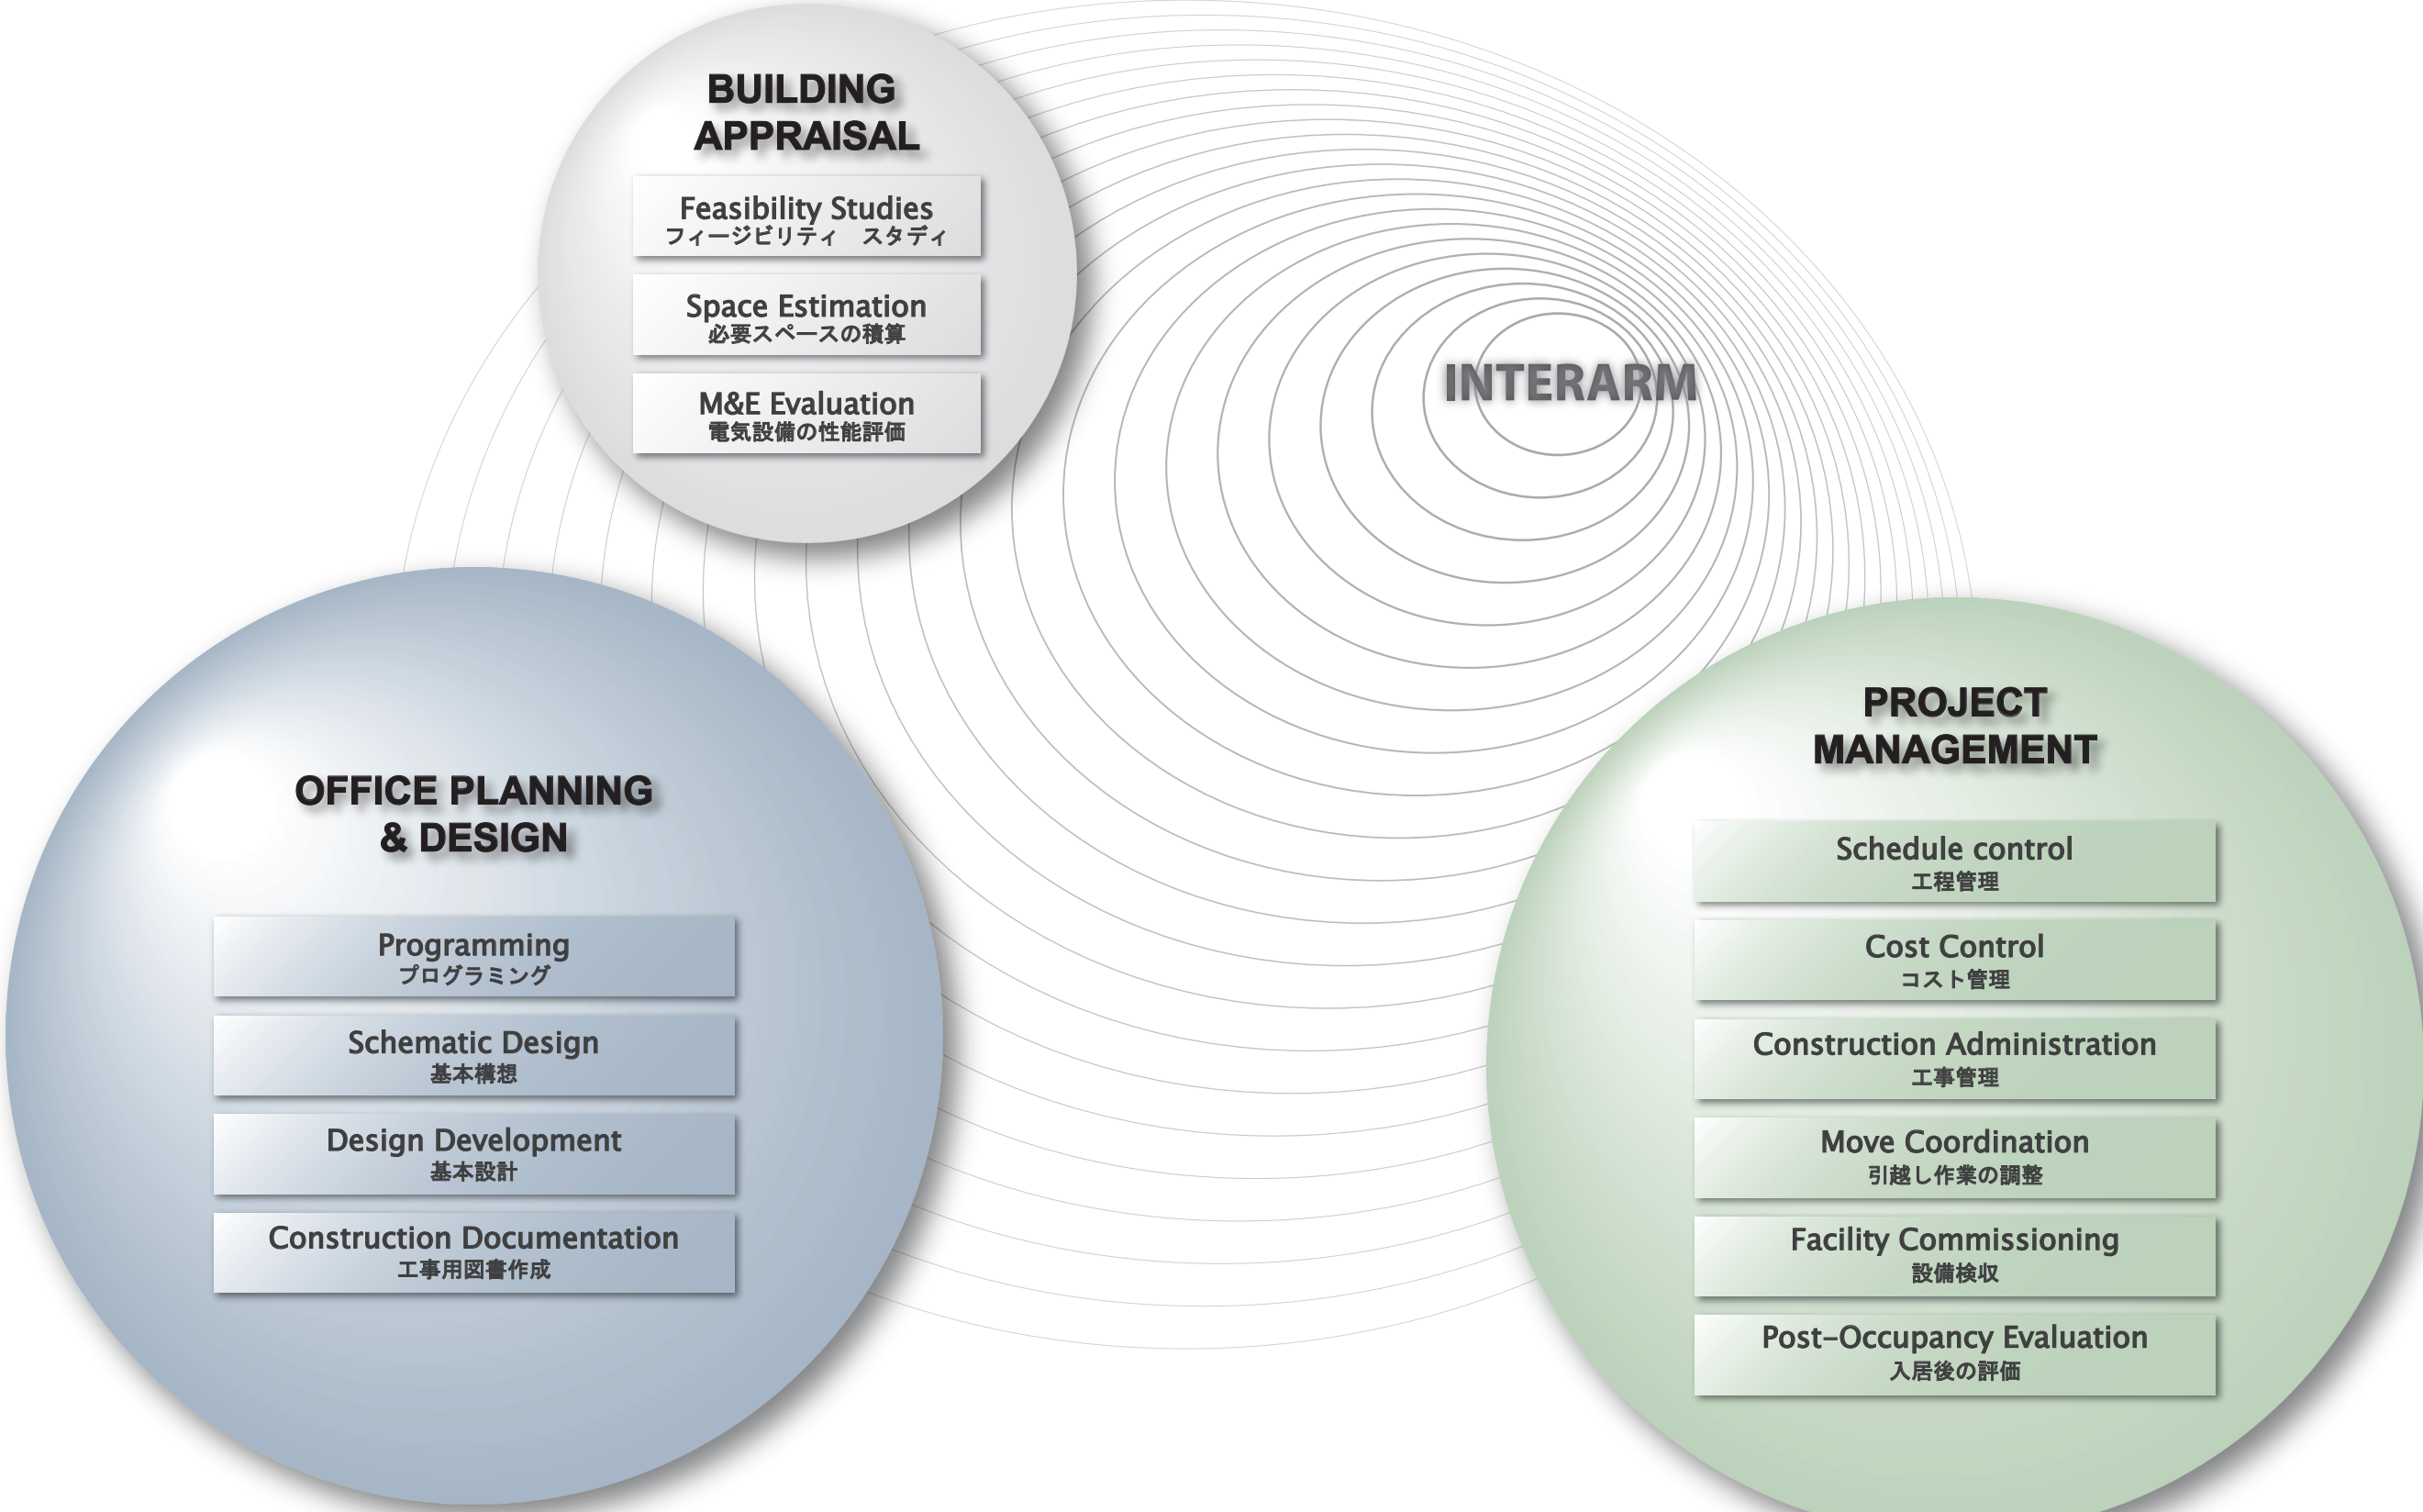 BUILDING
APPRAISAL
Feasibility Studies
フィージビリティ　スタディ
Space Estimation
必要スペースの積算
M&E Evaluation
電気設備の性能評価
INTERARM
OFFICE PLANNING
& DESIGN
Programming
プログラミング
Schematic Design
基本構想
Design Development
基本設計
Construction Documentation
工事用図書作成
PROJECT
MANAGEMENT
Schedule control
工程管理
Cost Control
コスト管理
Construction Administration
工事管理
Move Coordination
引越し作業の調整
Facility Commissioning
設備検収
Post-Occupancy Evaluation
入居後の評価